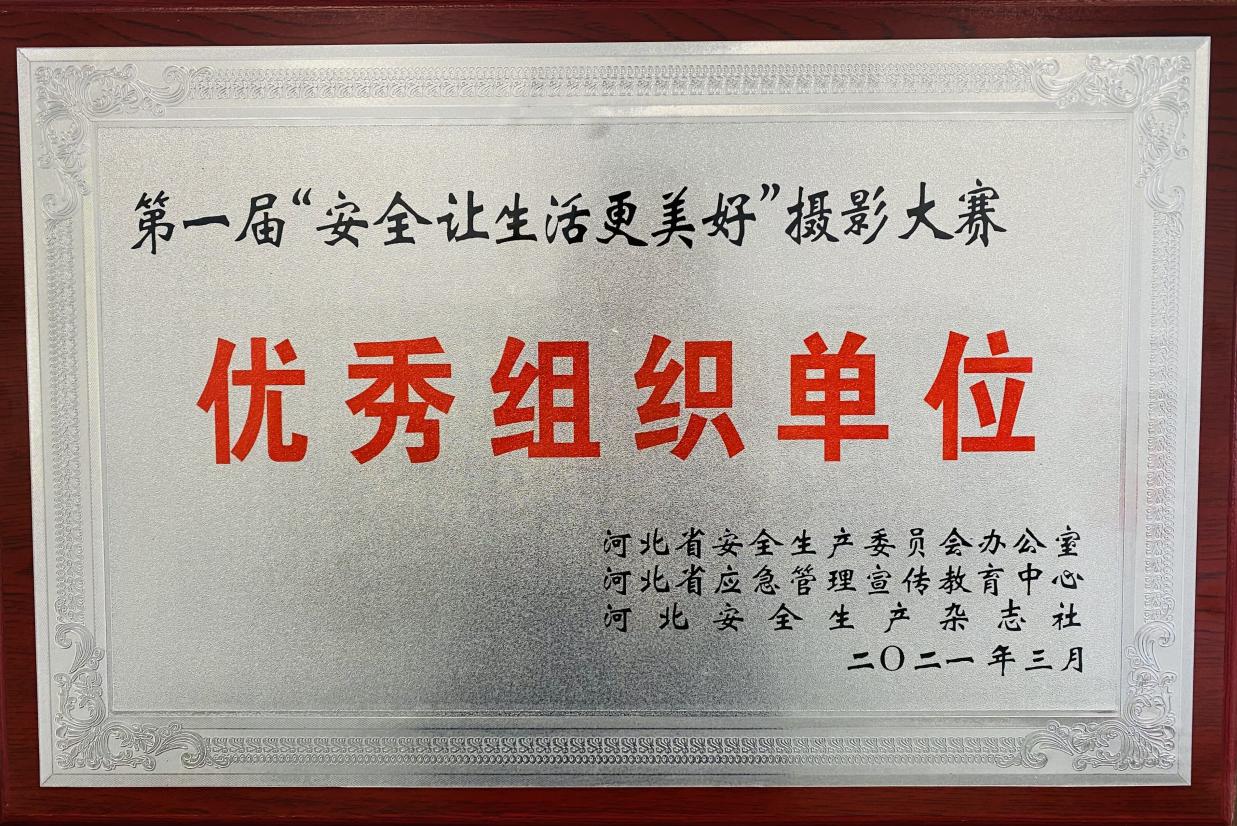 第一届“安全让生活更美好”摄影大赛
优秀组织单位
河北省安全生产委员会办公室
河北省应急管理宣传教育中心
河北安全生产杂志社
二〇二一年三月